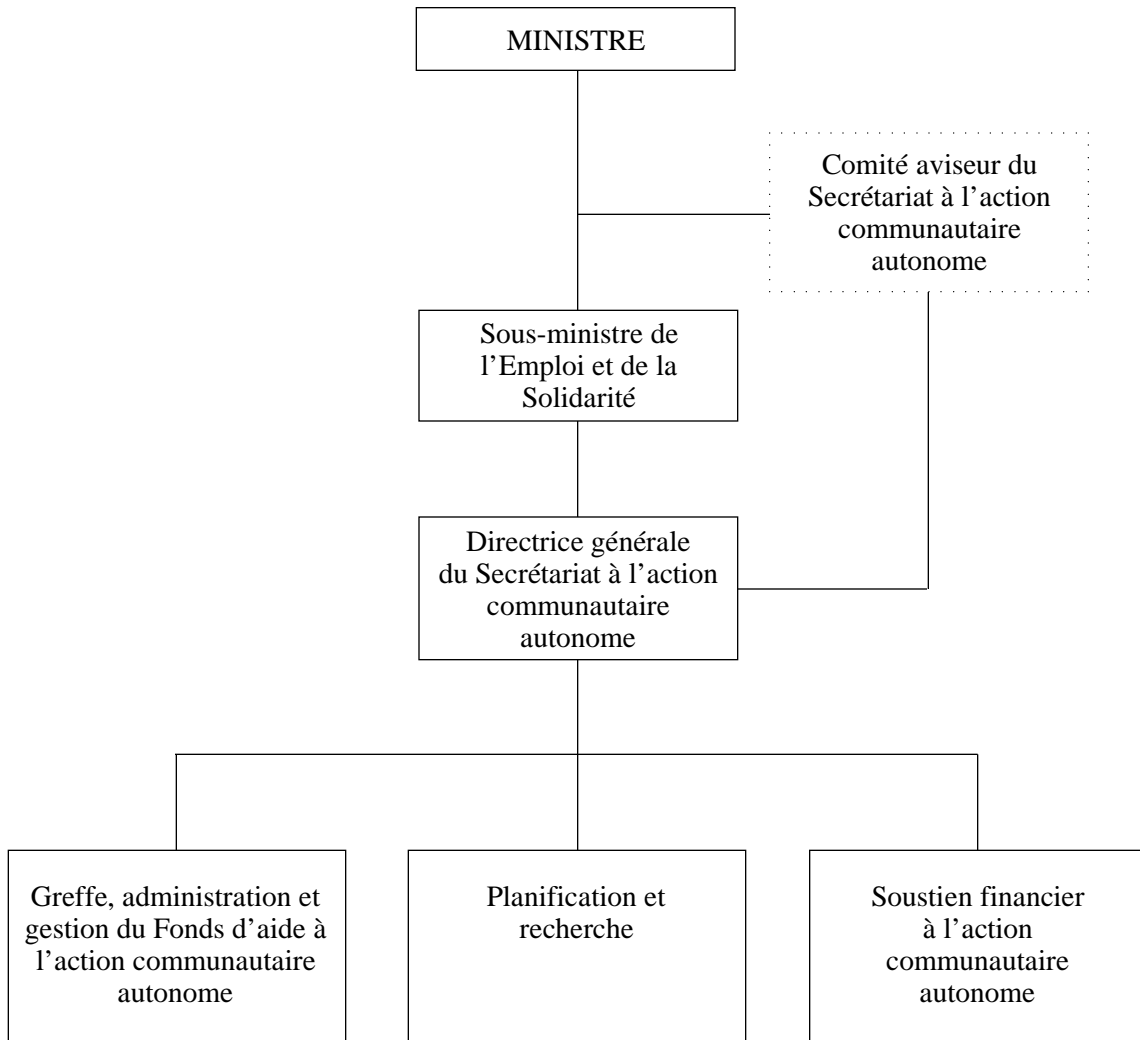 MINISTRE
Comité aviseur du
Secrétariat à l’action
communautaire
autonome
Sous-ministre de
l’Emploi et de la
Solidarité
Directrice générale
du Secrétariat à l’action
communautaire
autonome
Greffe, administration et
gestion du Fonds d’aide à
l’action communautaire
autonome
Planification et
recherche
Soustien financier
à l’action
communautaire
autonome